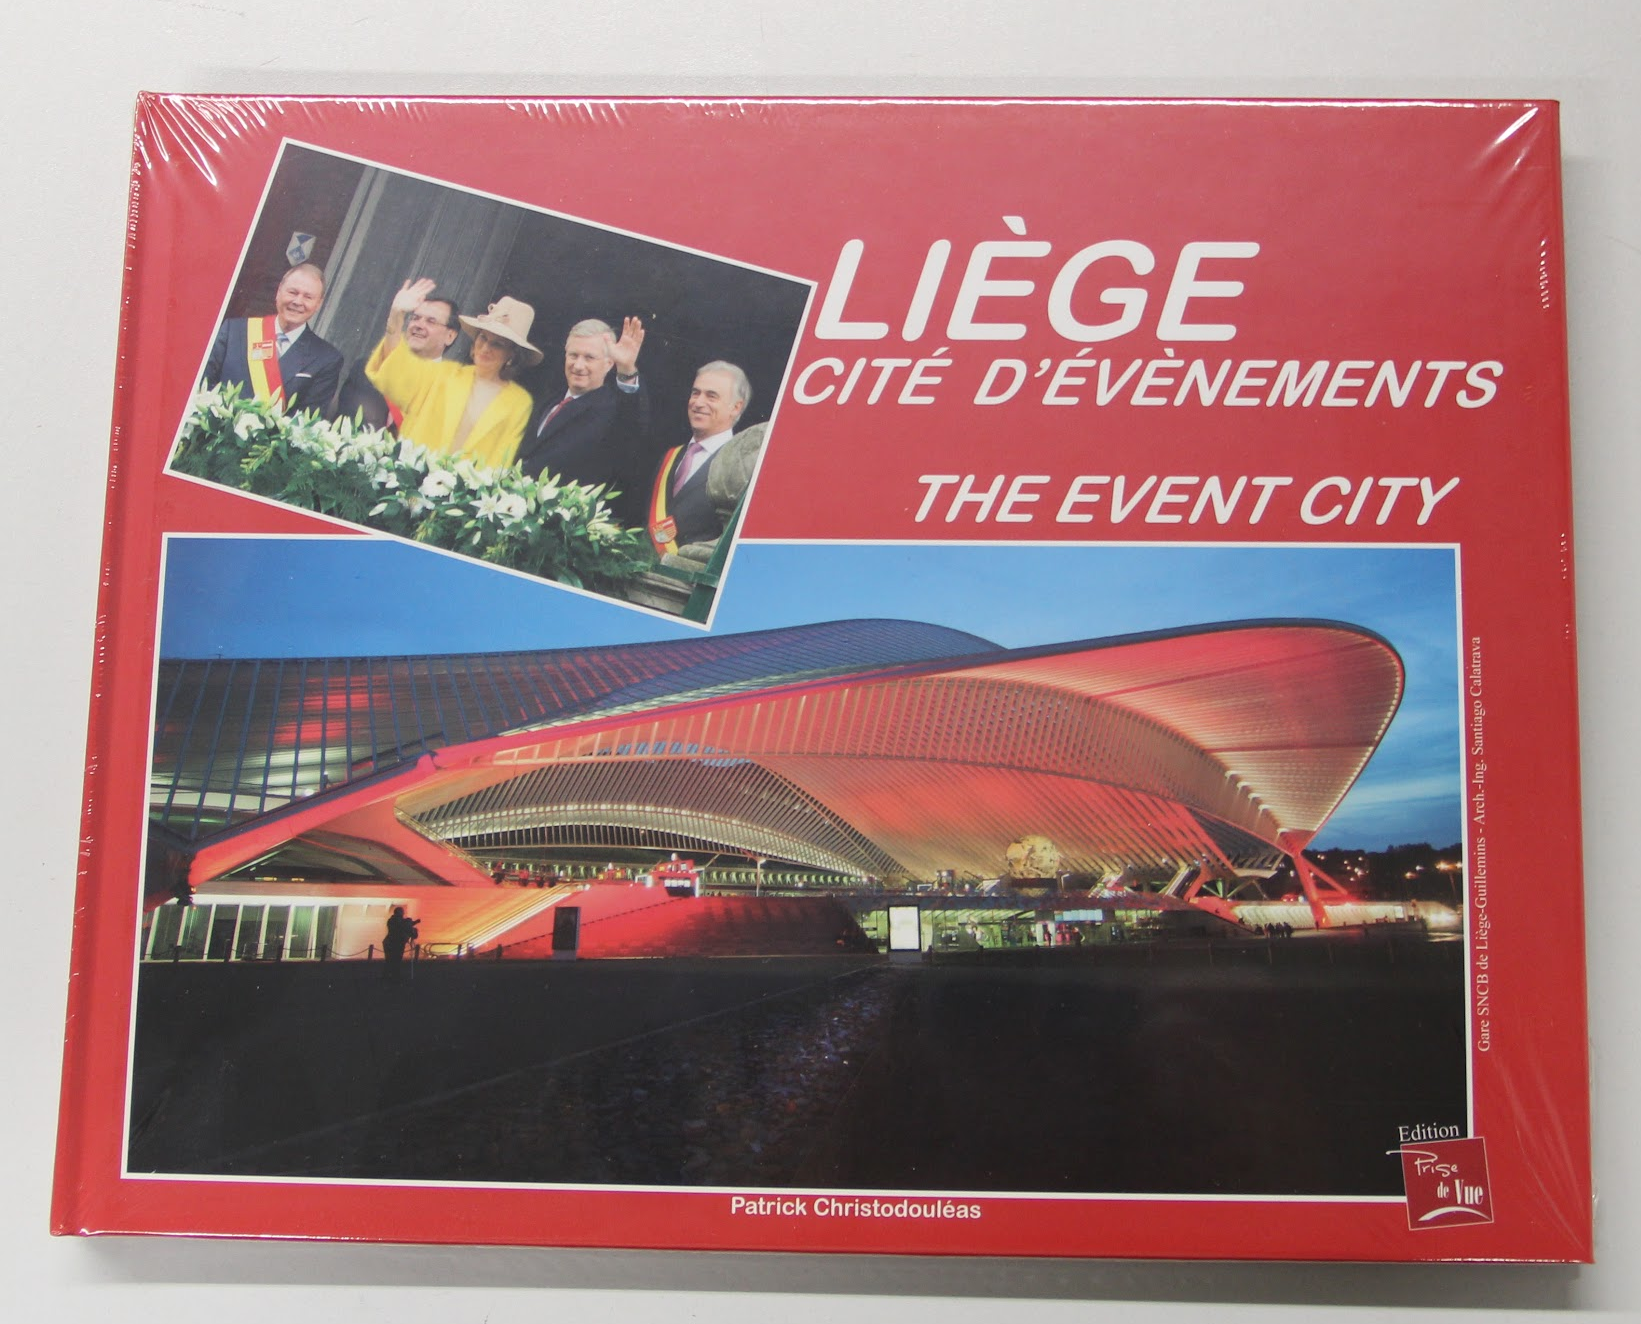 LIÈGE
CITÉ D'ÉVÈNEMENTS
THE EVENT CITY
Gare SNCB de Liège-Guillemins - Arch.-Ing. Santiago Calatrava
Edition
Prise
de Vue
Patrick Christodouléas